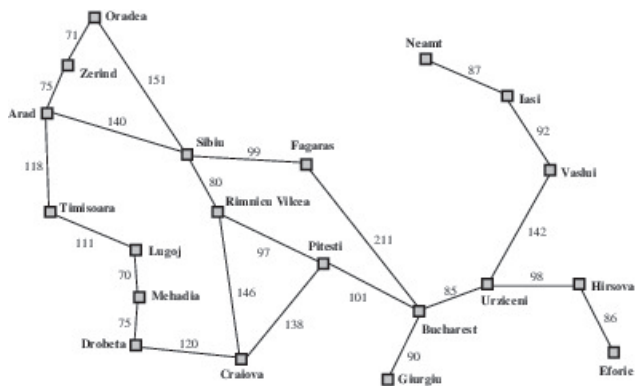 Oradea
71
Neamt
Zerind
87
75
151
Iasi
Arad
140
92
Sibiu
Fagaras
99
118
Vaslui
80
Timisoara
Rimnicu Vilcea
111
Lugoj
97
Pitesti
211
142
70
98
Hirsova
Mehadia
146
101
85
Urziceni
75
138
86
Bucharest
Drobeta
120
90
Craiova
Eforie
Giurgiu